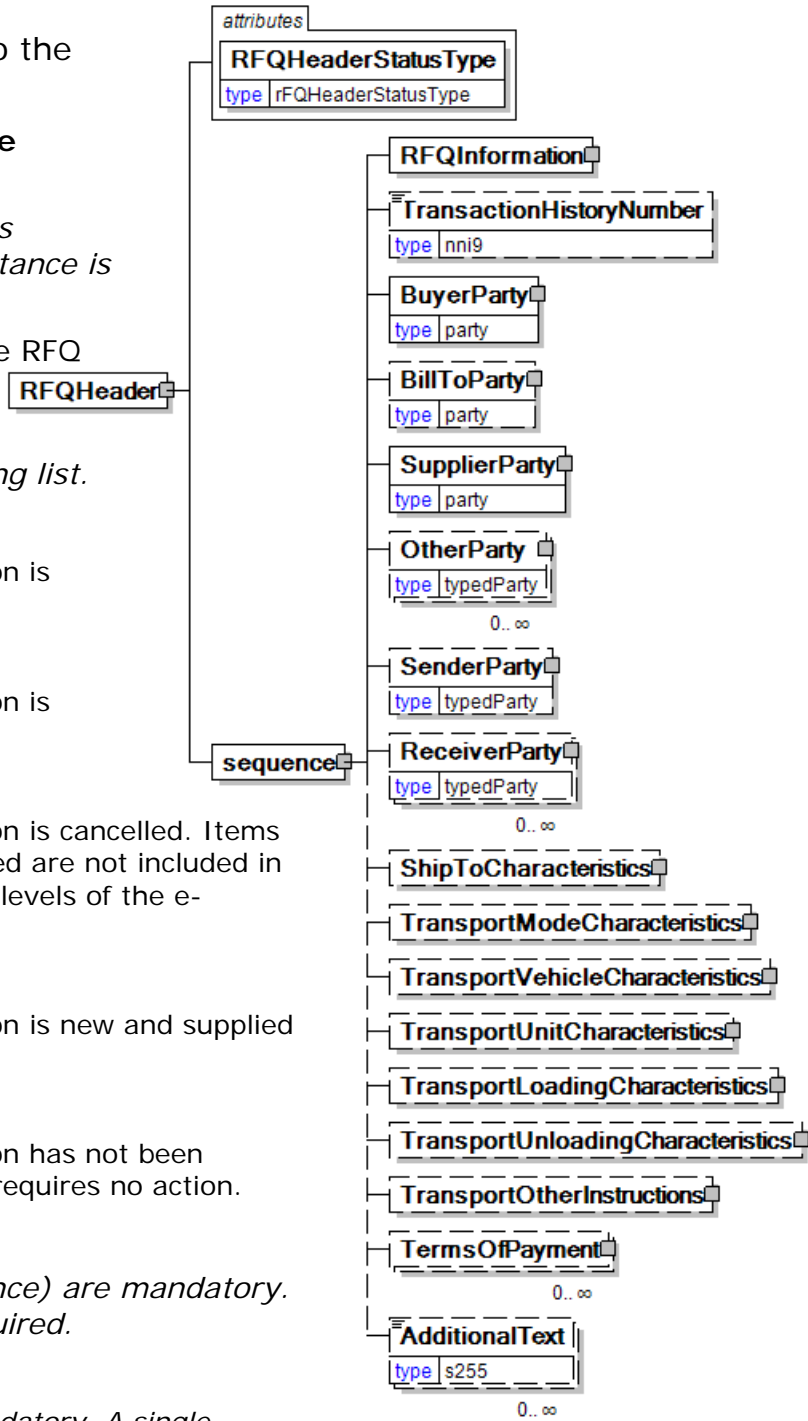 o the
e
s
tance is
e RFQ
ng list.
on is
on is
on is cancelled. Items
ed are not included in
levels of the e-
on is new and supplied
on has not been
requires no action.
nce) are mandatory.
uired.
datory. A single
RFQHeader
attributes
RFQHeaderStatusType
type rFQHeaderStatusType
sequence
RFQInformation
TransactionHistoryNumber
type nni9
BuyerParty
type party
BillToParty
type party
SupplierParty
type party
OtherParty
type typedParty
0.. ∞
SenderParty
type typedParty
ReceiverParty
type typedParty
0.. ∞
ShipToCharacteristics
TransportModeCharacteristics
TransportVehicleCharacteristics
TransportUnitCharacteristics
TransportLoadingCharacteristics
TransportUnloadingCharacteristics
TransportOtherInstructions
TermsOfPayment
0.. ∞
AdditionalText
type s255
0.. ∞